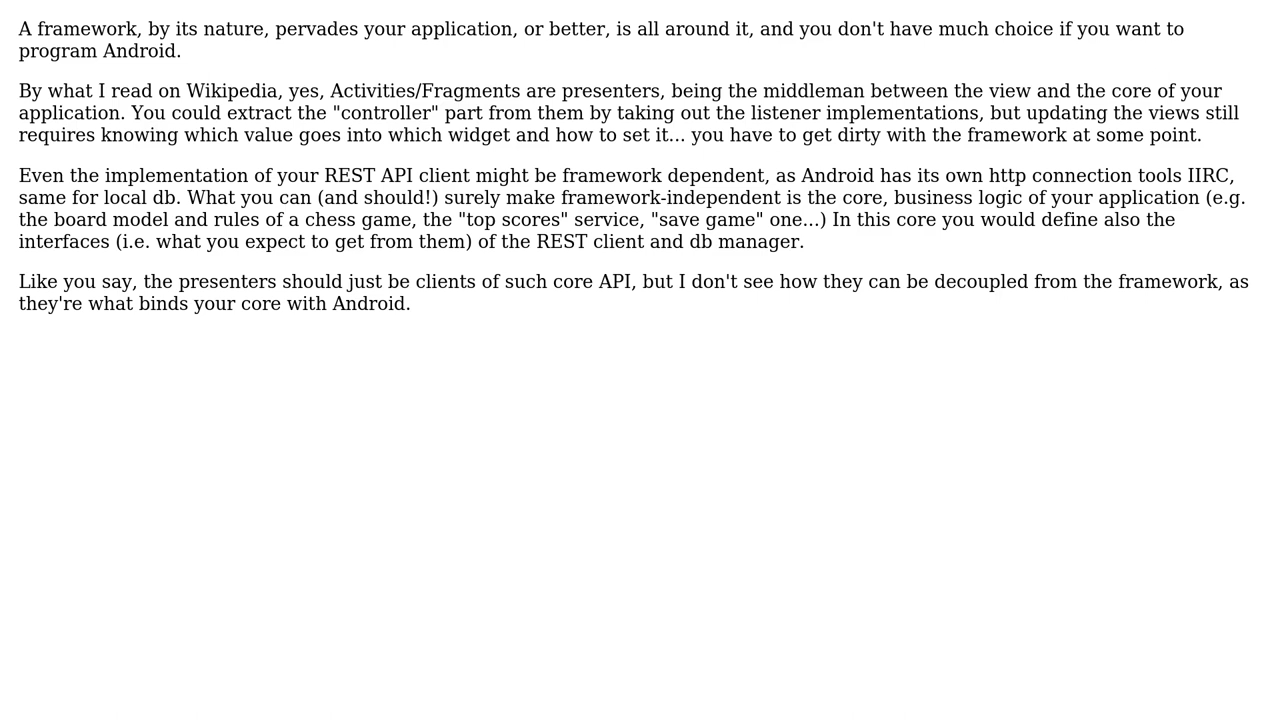 A framework, by its nature, pervades your application, or better, is all around it, and you don't have much choice if you want to
program Android.
By what I read on Wikipedia, yes, Activities/Fragments are presenters, being the middleman between the view and the core of your
application. You could extract the "controller" part from them by taking out the listener implementations, but updating the views still
requires knowing which value goes into which widget and how to set it... you have to get dirty with the framework at some point.
Even the implementation of your REST API client might be framework dependent, as Android has its own http connection tools IIRC,
same for local db. What you can (and should!) surely make framework-independent is the core, business logic of your application (e.g.
the board model and rules of a chess game, the "top scores" service, "save game" one...) In this core you would define also the
interfaces (i.e. what you expect to get from them) of the REST client and db manager.
Like you say, the presenters should just be clients of such core API, but I don't see how they can be decoupled from the framework, as
they're what binds your core with Android.